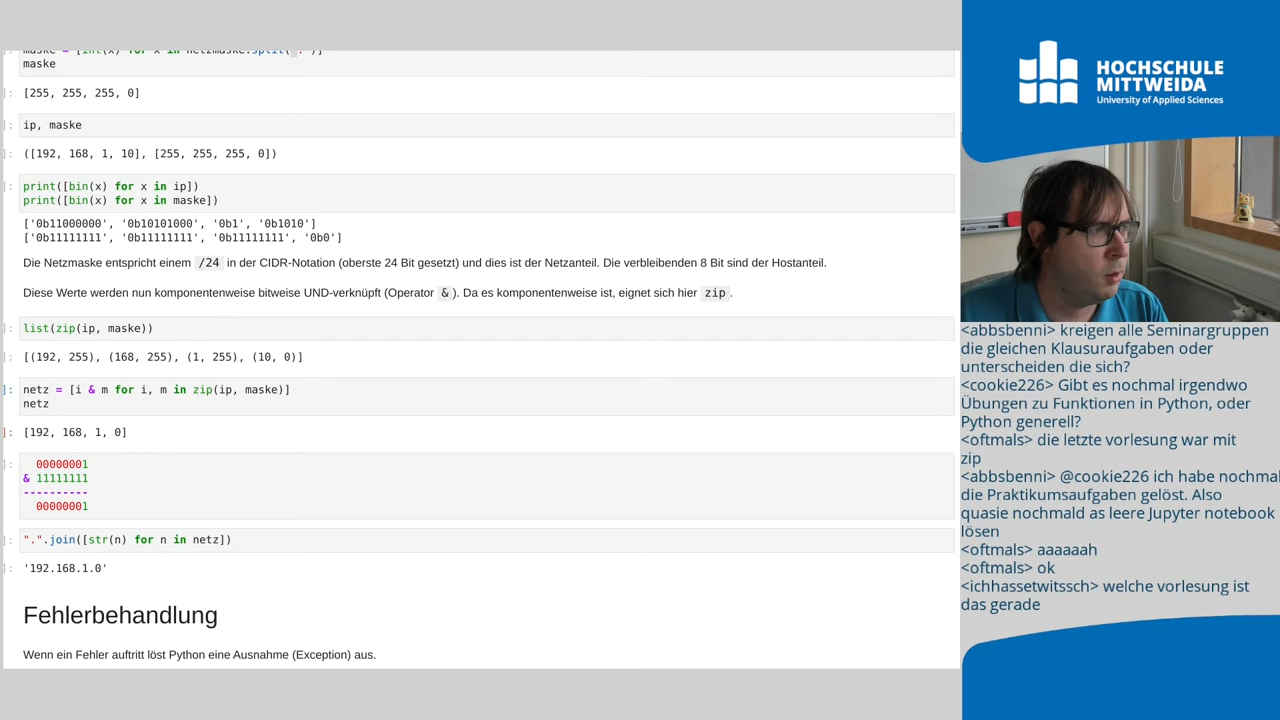 maske = [int(x) for x in netzmaske.split(".")]
maske
[255, 255, 255, 0]
ip, maske
([192, 168, 1, 10], [255, 255, 255, 0])
print([bin(x) for x in ip])
print([bin(x) for x in maske])
['0b11000000', '0b10101000', '0b1', '0b1010']
['0b11111111', '0b11111111', '0b11111111', '0b0']
Die Netzmaske entspricht einem /24 in der CIDR-Notation (oberste 24 Bit gesetzt) und dies ist der Netzanteil. Die verbleibenden 8 Bit sind der Hostanteil.
Diese Werte werden nun komponentenweise bitweise UND-verknüpft (Operator & ). Da es komponentenweise ist, eignet sich hier zip .
list(zip(ip, maske))
[(192, 255), (168, 255), (1, 255), (10, 0)]
netz = [i & m for i, m in zip(ip, maske)]
netz
[192, 168, 1, 0]
00000001
& 11111111
----------
00000001
".".join([str(n) for n in netz])
'192.168.1.0'
Fehlerbehandlung
Wenn ein Fehler auftritt löst Python eine Ausnahme (Exception) aus.
HOCHSCHULE
MITTWEIDA
University of Applied Sciences
<abbsbenni> kreigen alle Seminargruppen
die gleichen Klausuraufgaben oder
unterscheiden die sich?
<cookie226> Gibt es nochmal irgendwo
Übungen zu Funktionen in Python, oder
Python generell?
<oftmals> die letzte vorlesung war mit
zip
<abbsbenni> @cookie226 ich habe nochmal
die Praktikumsaufgaben gelöst. Also
quasie nochmald as leere Jupyter notebook
lösen
<oftmals> aaaaaah
<oftmals> ok
<ichhassetwitssch> welche vorlesung ist
das gerade